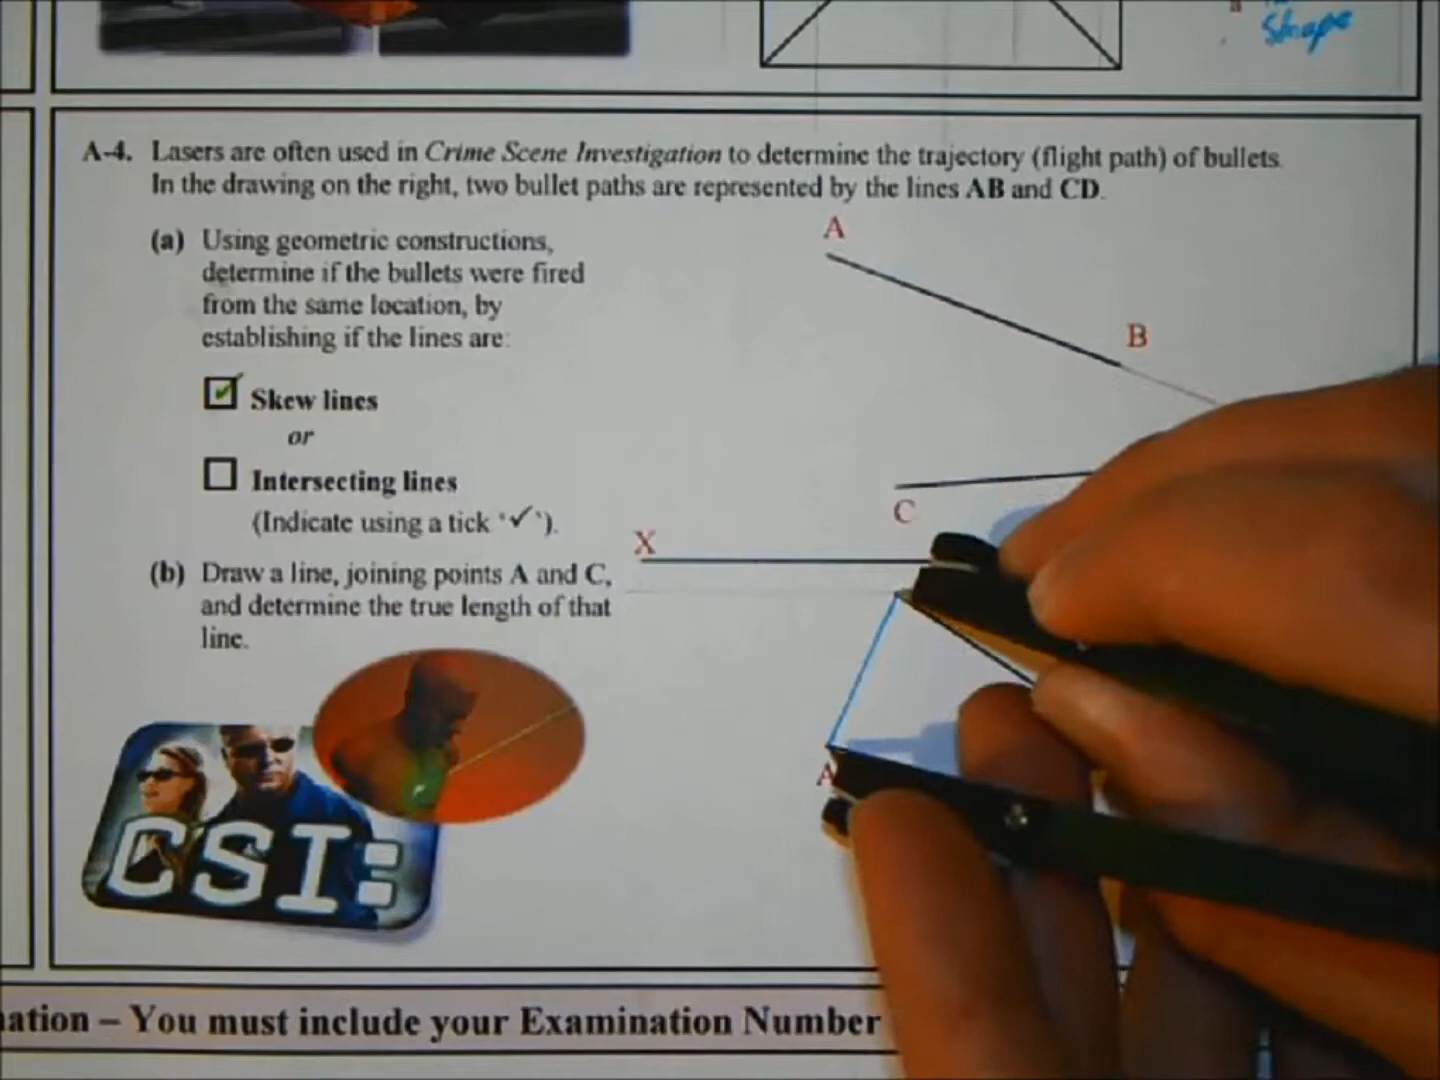 Shape
A-4. Lasers are often used in Crime Scene Investigation to determine the trajectory (flight path) of bullets.
In the drawing on the right, two bullet paths are represented by the lines AB and CD.
(a) Using geometric constructions,
determine if the bullets were fired
from the same location, by
establishing if the lines are:
Skew lines
or
Intersecting lines
(Indicate using a tick ‘✓’).
(b) Draw a line, joining points A and C,
and determine the true length of that
line.
A
B
C
X
A
CSI:
ation – You must include your Examination Number